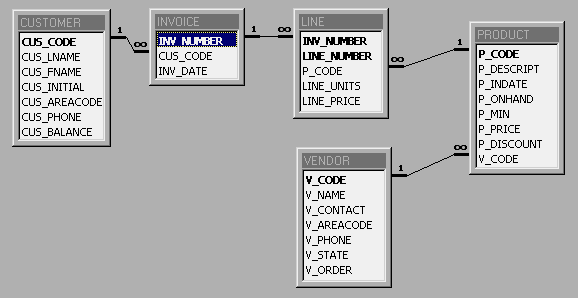 CUSTOMER
CUS_CODE
CUS_LNAME
CUS_FNAME
CUS_INITIAL
CUS_AREACODE
CUS_PHONE
CUS_BALANCE
1
∞
INVOICE
INV_NUMBER
CUS_CODE
INV_DATE
1
∞
LINE
INV_NUMBER
LINE_NUMBER
P_CODE
LINE_UNITS
LINE_PRICE
∞
1
PRODUCT
P_CODE
P_DESCRIPT
P_INDATE
P_ONHAND
P_MIN
P_PRICE
P_DISCOUNT
V_CODE
VENDOR
V_CODE
V_NAME
V_CONTACT
V_AREACODE
V_PHONE
V_STATE
V_ORDER
1
∞